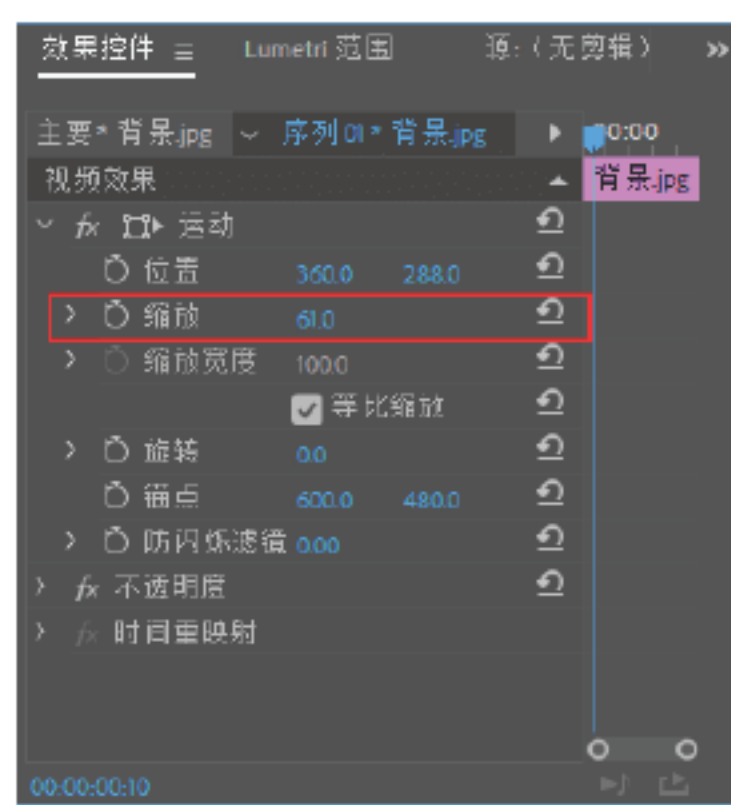 效果控件 Lumetri 范围 源:（无剪辑） »
主要*背景.jpg 序列 01*背景.jpg 00:00
视频效果 背景.jpg
fx 运动
位置 360.0 288.0
缩放 61.0
缩放宽度 100.0
等比缩放
旋转 0.0
锚点 600.0 480.0
防闪烁滤镜 0.00
fx 不透明度
fx 时间重映射
00:00:00:10